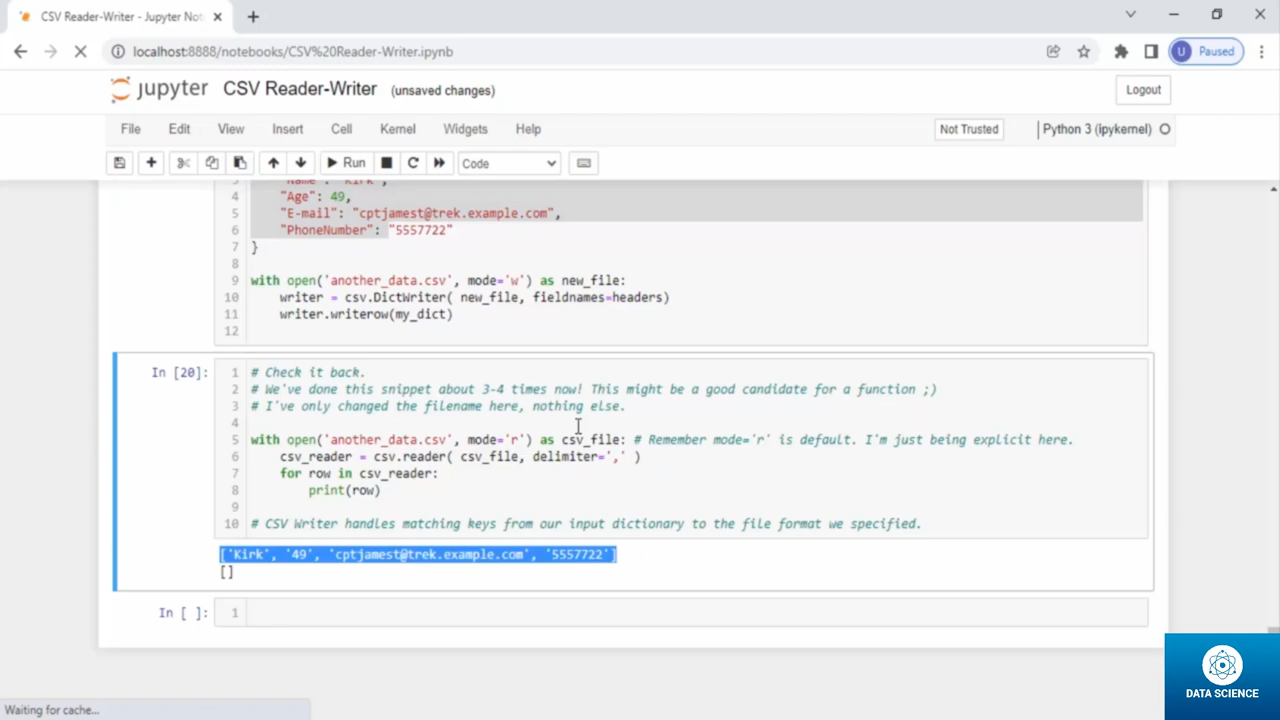 CSV Reader-Writer - Jupyter Not
localhost:8888/notebooks/CSV%20Reader-Writer.ipynb
U Paused
jupyter CSV Reader-Writer (unsaved changes)
Logout
File Edit View Insert Cell Kernel Widgets Help
Not Trusted
Python 3 (ipykernel)
Run
Code
3 "Name": "Kirk",
4 "Age": 49,
5 "E-mail": "cptjamest@trek.example.com",
6 "PhoneNumber": "5557722"
7 }
8
9 with open('another_data.csv', mode='w') as new_file:
10 writer = csv.DictWriter( new_file, fieldnames=headers)
11 writer.writerow(my_dict)
12
In [20]:
1 # Check it back.
2 # We've done this snippet about 3-4 times now! This might be a good candidate for a function ;)
3 # I've only changed the filename here, nothing else.
4
5 with open('another_data.csv', mode='r') as csv_file: # Remember mode='r' is default. I'm just being explicit here.
6 csv_reader = csv.reader( csv_file, delimiter=',' )
7 for row in csv_reader:
8 print(row)
9
10 # CSV Writer handles matching keys from our input dictionary to the file format we specified.
['Kirk', '49', 'cptjamest@trek.example.com', '5557722']
[]
In [ ]: 1
Waiting for cache...
DATA SCIENCE